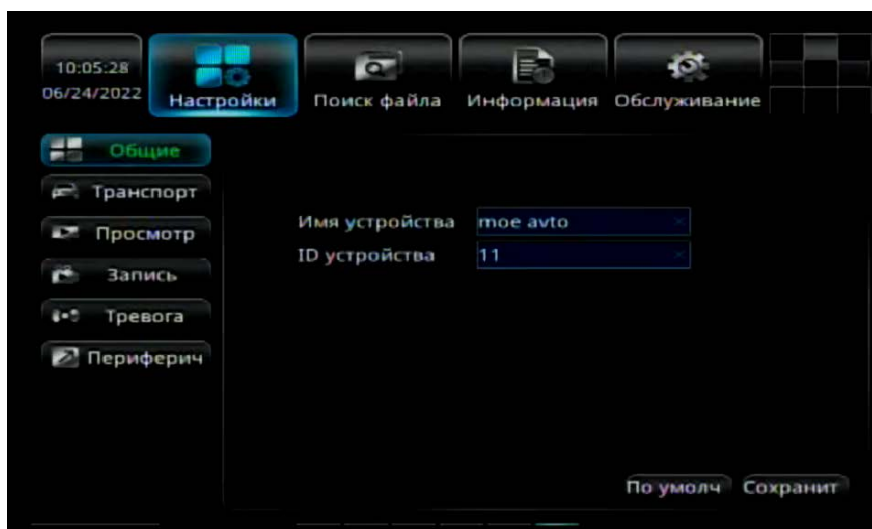 10:05:28
06/24/2022
Настройки
Поиск файла
Информация
Обслуживание
Общие
Транспорт
Просмотр
Запись
Тревога
Периферич
Имя устройства moe avto
ID устройства 11
По умолч Сохранит